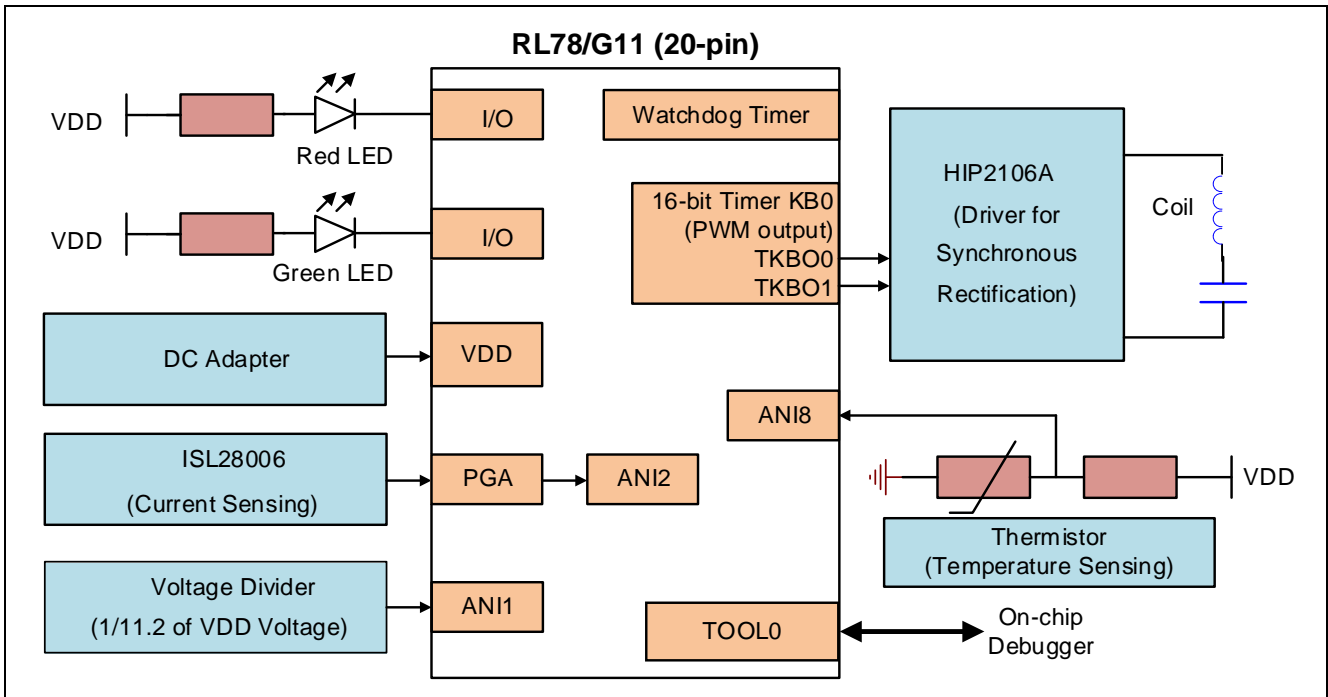 RL78/G11 (20-pin)
VDD
Red LED
I/O
VDD
Green LED
I/O
DC Adapter
VDD
ISL28006
(Current Sensing)
PGA
ANI2
Voltage Divider
(1/11.2 of VDD Voltage)
ANI1
Watchdog Timer
16-bit Timer KB0
(PWM output)
TKBO0
TKBO1
HIP2106A
(Driver for
Synchronous
Rectification)
Coil
ANI8
VDD
Thermistor
(Temperature Sensing)
TOOL0
On-chip
Debugger